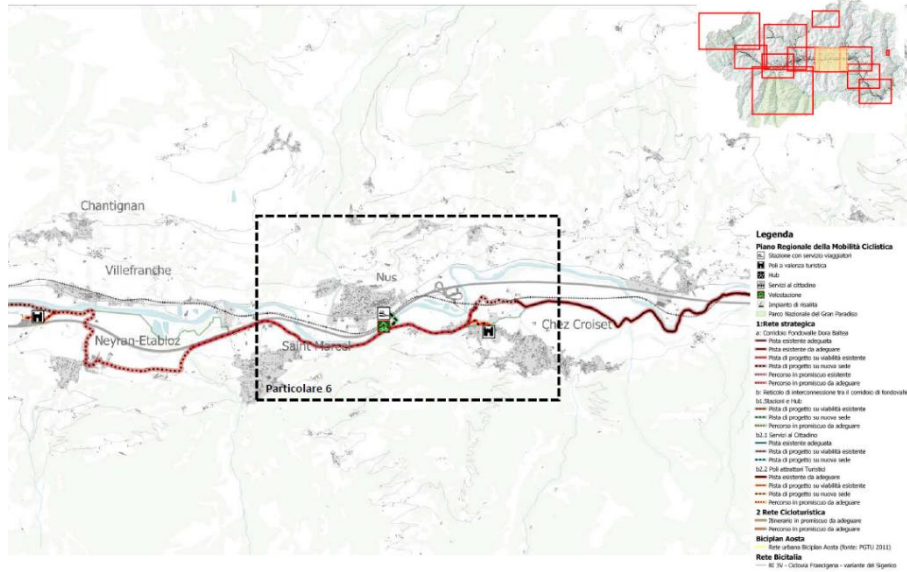 Chantignan
Villefranche
Nus
Neyran-Etabloz
Saint Marcel
Chez Croiset
Particolare 6
Legenda
Piano Regionale della Mobilità Ciclistica
Stazione con servizio viaggiatori
Poli a valenza turistica
Hub
Servizi al cittadino
Velostazione
Impianto di risalita
Parco Nazionale del Gran Paradiso
1:Rete strategica
a: Corridoio Fondovalle Dora Baltea
Pista esistente adeguata
Pista esistente da adeguare
Pista di progetto su viabilità esistente
Pista di progetto su nuova sede
Percorso in promiscuo esistente
Percorso in promiscuo da adeguare
b: Reticolo di interconnessione tra il corridoio di fondovalle
b1.Stazioni e Hub
Pista di progetto su viabilità esistente
Pista di progetto su nuova sede
Percorso in promiscuo da adeguare
b2.1 Servizi al Cittadino
Pista esistente adeguata
Pista di progetto su viabilità esistente
Pista di progetto su nuova sede
b2.2 Poli attrattori Turistici
Pista esistente da adeguare
Pista di progetto su viabilità esistente
Pista di progetto su nuova sede
Percorso in promiscuo da adeguare
2 Rete Cicloturistica
Itinerario in promiscuo da adeguare
Percorso in promiscuo da adeguare
Biciplan Aosta
Rete urbana Biciplan Aosta (fonte: PGTU 2011)
Rete Bicitalia
BI 3V - Ciclovia Francigena - variante del Sigerico